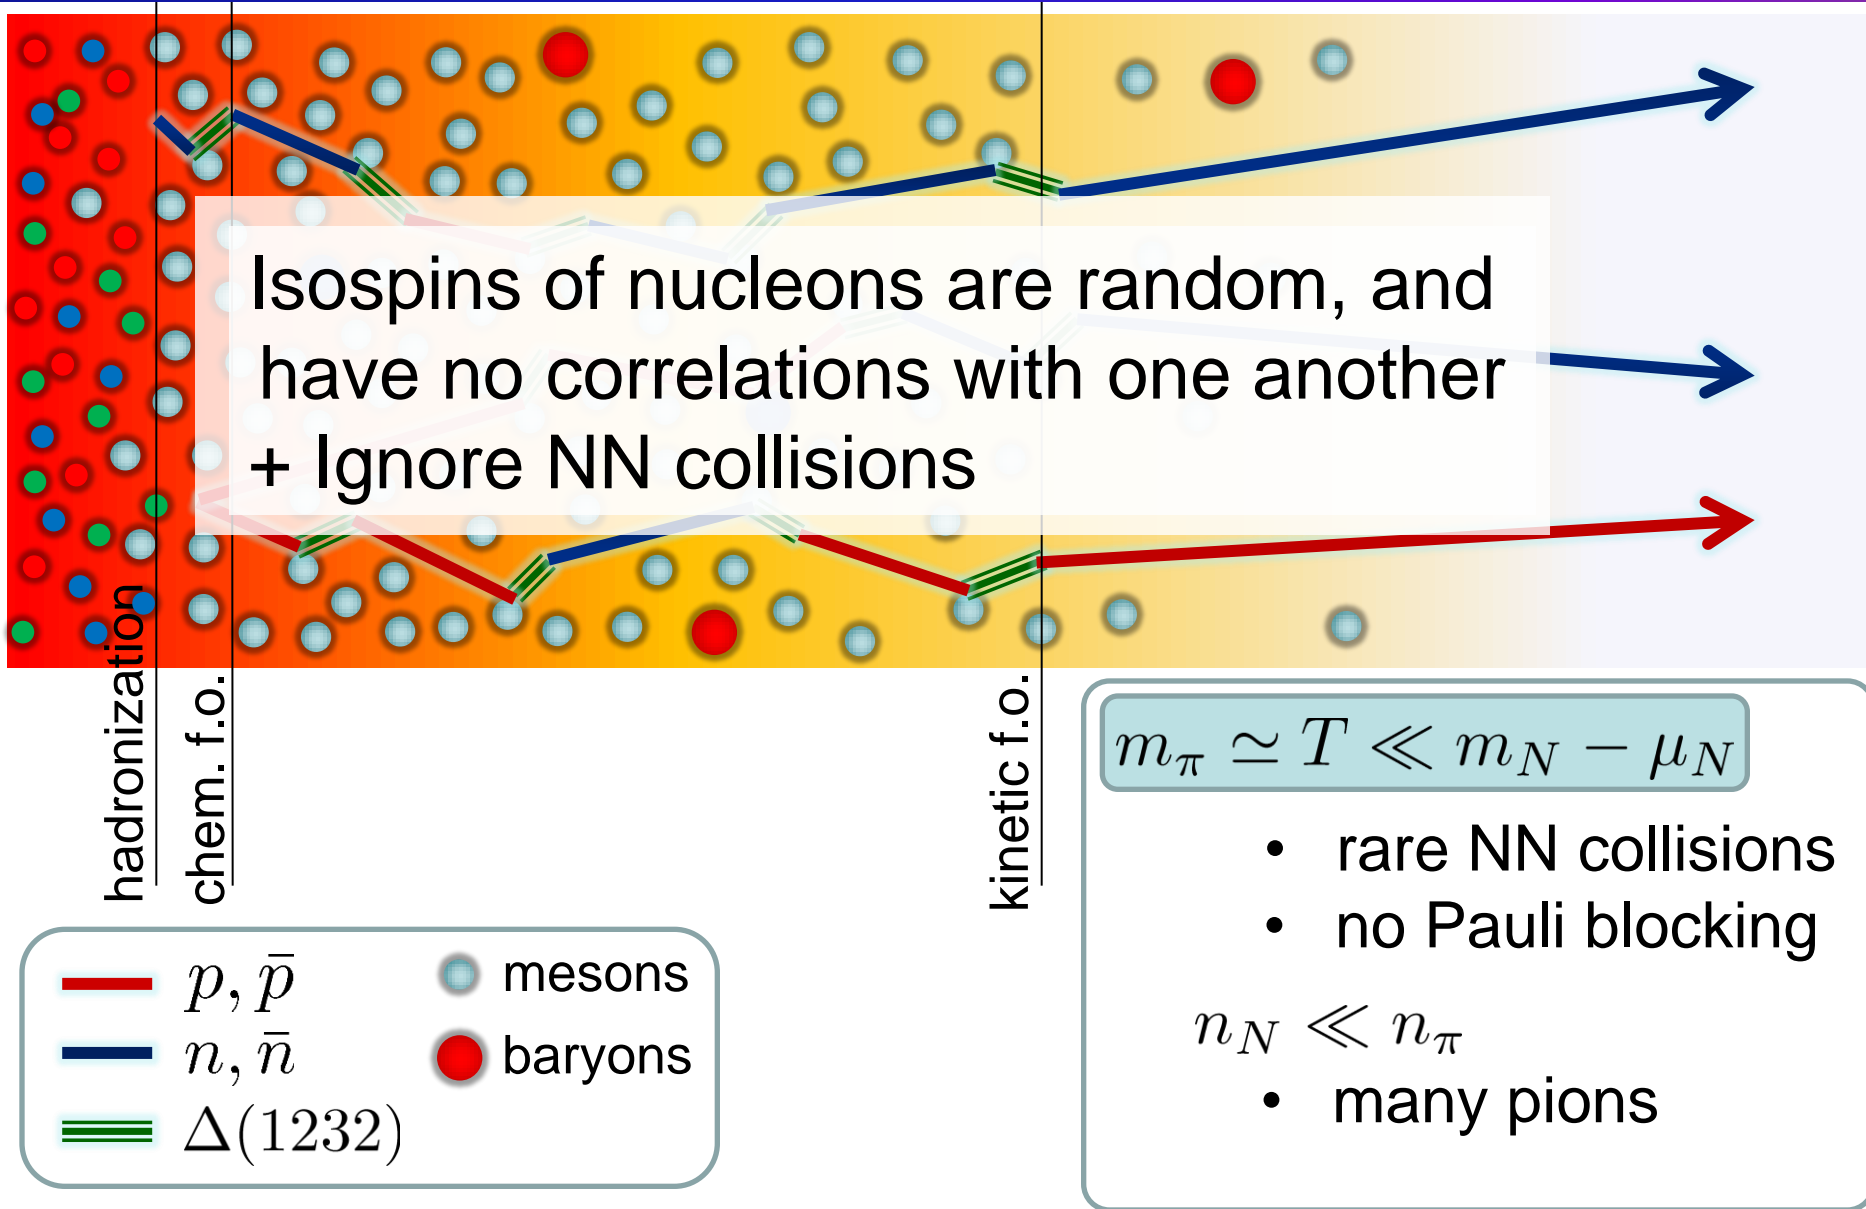 Isospins of nucleons are random, and
have no correlations with one another
+ Ignore NN collisions
hadronization
chem. f.o.
kinetic f.o.
p, p̄
n, n̄
Δ(1232)
mesons
baryons
m_π ≃ T ≪ m_N − μ_N
• rare NN collisions
• no Pauli blocking
n_N ≪ n_π
• many pions